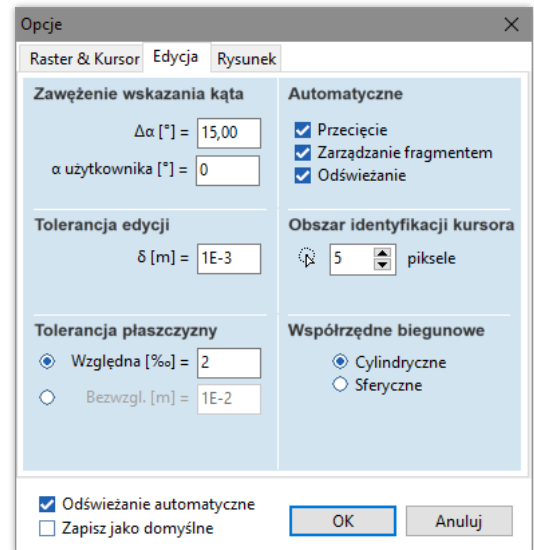 Opcje
Raster & Kursor Edycja Rysunek
Zawężenie wskazania kąta
Δα [°] = 15,00
α użytkownika [°] = 0
Automatyczne
Przecięcie
Zarządzanie fragmentem
Odświeżanie
Tolerancja edycji
δ [m] = 1E-3
Obszar identyfikacji kursora
5 piksele
Tolerancja płaszczyzny
Względna [‰] = 2
Bezwzgl. [m] = 1E-2
Współrzędne biegunowe
Cylindryczne
Sferyczne
Odświeżanie automatyczne
Zapisz jako domyślne
OK Anuluj